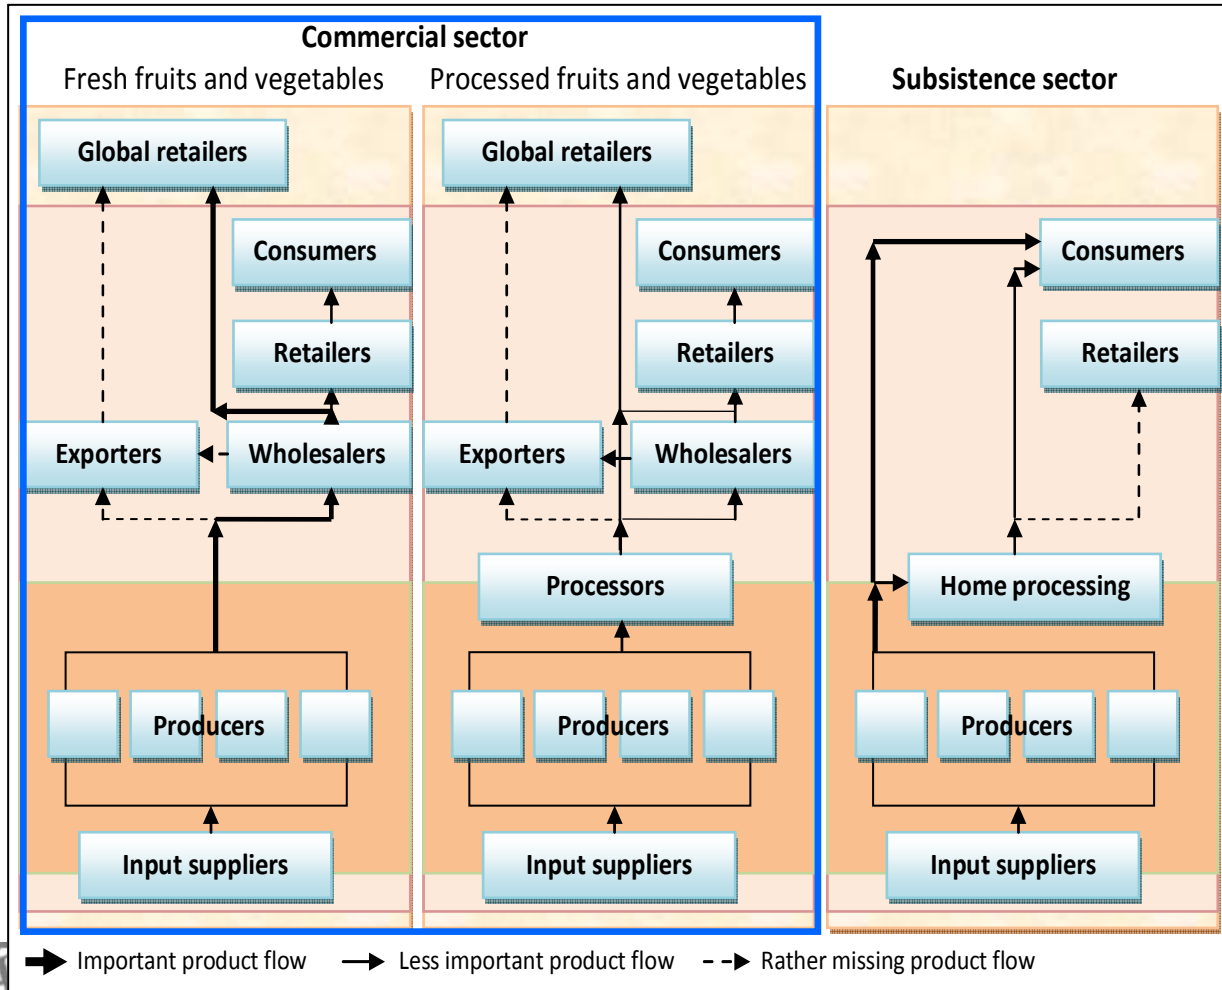 Commercial sector
Fresh fruits and vegetables
Processed fruits and vegetables
Subsistence sector
Global retailers
Consumers
Retailers
Exporters
Wholesalers
Producers
Input suppliers
Global retailers
Consumers
Retailers
Exporters
Wholesalers
Processors
Producers
Input suppliers
Consumers
Retailers
Home processing
Producers
Input suppliers
Important product flow
Less important product flow
Rather missing product flow